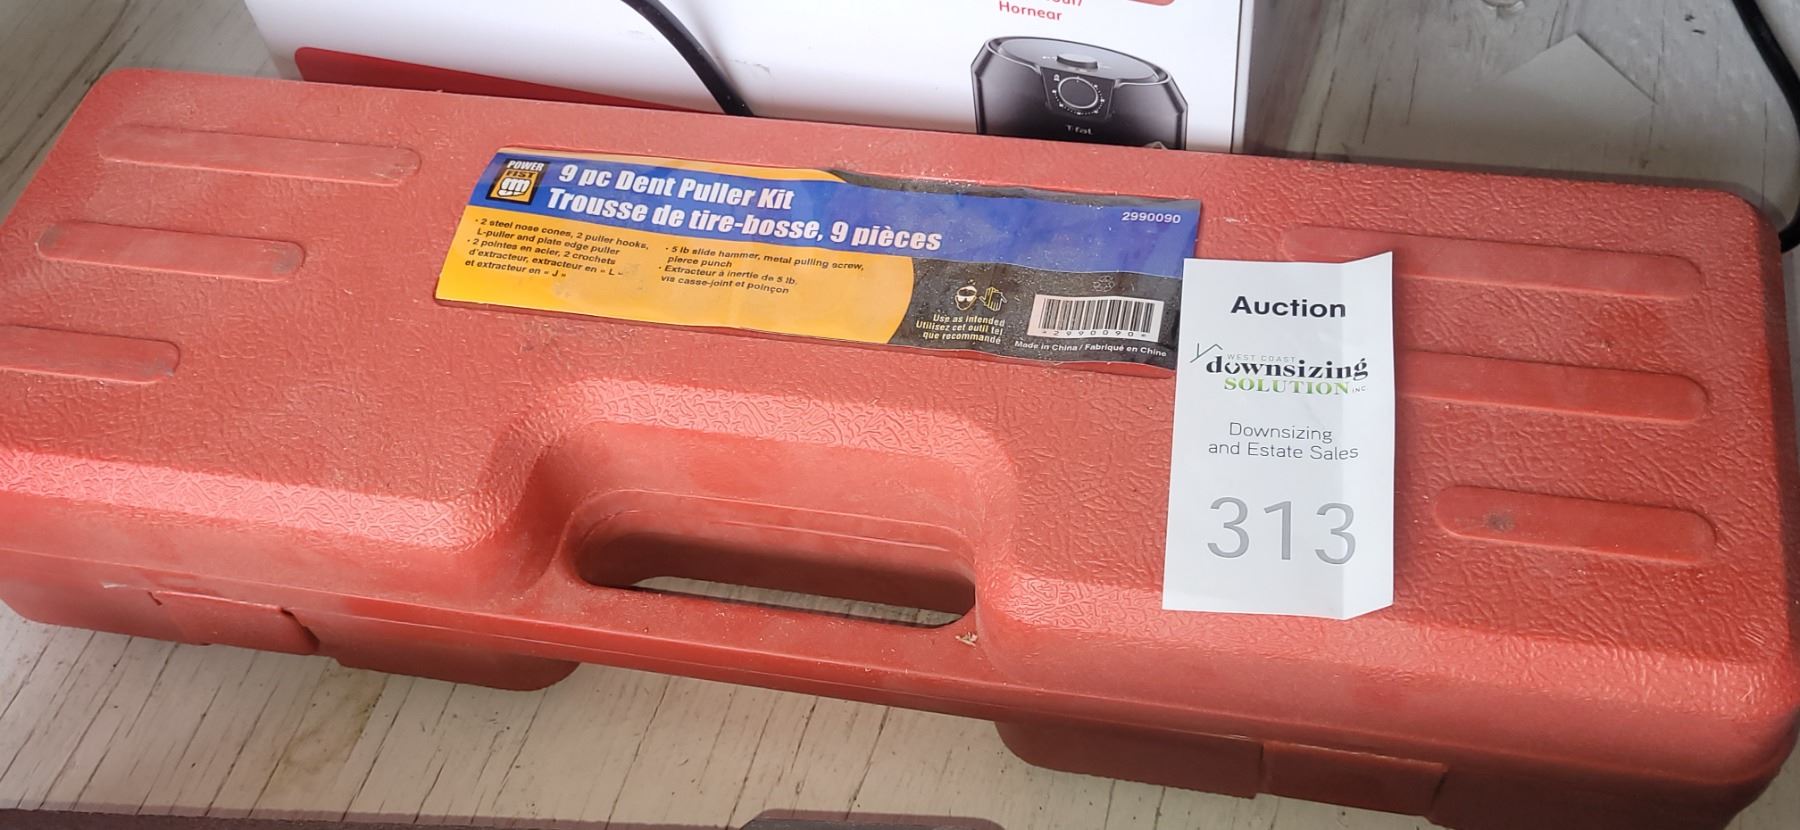 Hornear
T-fal
POWER
FIST
9 pc Dent Puller Kit
Trousse de tire-bosse, 9 pièces
2990090
• 2 steel nose cones, 2 puller hooks,
L-puller and plate edge puller
• 2 pointes en acier, 2 crochets
d'extracteur, extracteur en « L »
et extracteur en « J »
• 5 lb slide hammer, metal pulling screw,
pierce punch
• Extracteur à inertie de 5 lb,
vis casse-joint et poinçon
Use as intended
Utilisez cet outil tel
que recommandé
*2990090*
Made in China / Fabriqué en Chine
Auction
WEST COAST
downsizing
SOLUTION INC
Downsizing
and Estate Sales
313